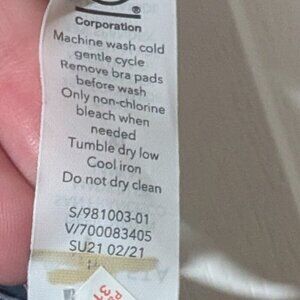 Corporation
Machine wash cold
gentle cycle
Remove bra pads
before wash
Only non-chlorine
bleach when
needed
Tumble dry low
Cool iron
Do not dry clean
S/981003-01
V/700083405
SU21 02/21